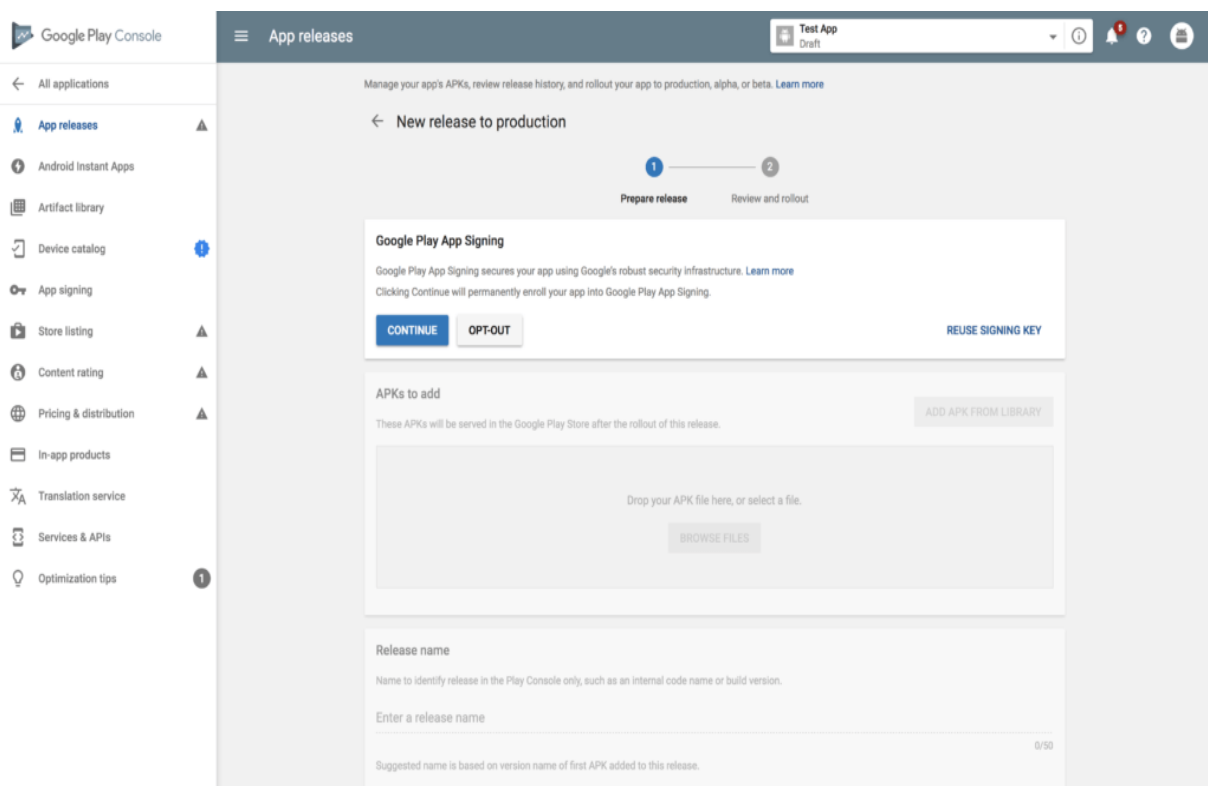 Google Play Console
App releases
Test App
Draft
5
All applications
App releases
Android Instant Apps
Artifact library
Device catalog
App signing
Store listing
Content rating
Pricing & distribution
In-app products
Translation service
Services & APIs
Optimization tips
1
Manage your app's APKs, review release history, and rollout your app to production, alpha, or beta. Learn more
New release to production
1
2
Prepare release
Review and rollout
Google Play App Signing
Google Play App Signing secures your app using Google's robust security infrastructure. Learn more
Clicking Continue will permanently enroll your app into Google Play App Signing.
CONTINUE
OPT-OUT
REUSE SIGNING KEY
APKs to add
ADD APK FROM LIBRARY
These APKs will be served in the Google Play Store after the rollout of this release.
Drop your APK file here, or select a file.
BROWSE FILES
Release name
Name to identify release in the Play Console only, such as an internal code name or build version.
Enter a release name
0/50
Suggested name is based on version name of first APK added to this release.